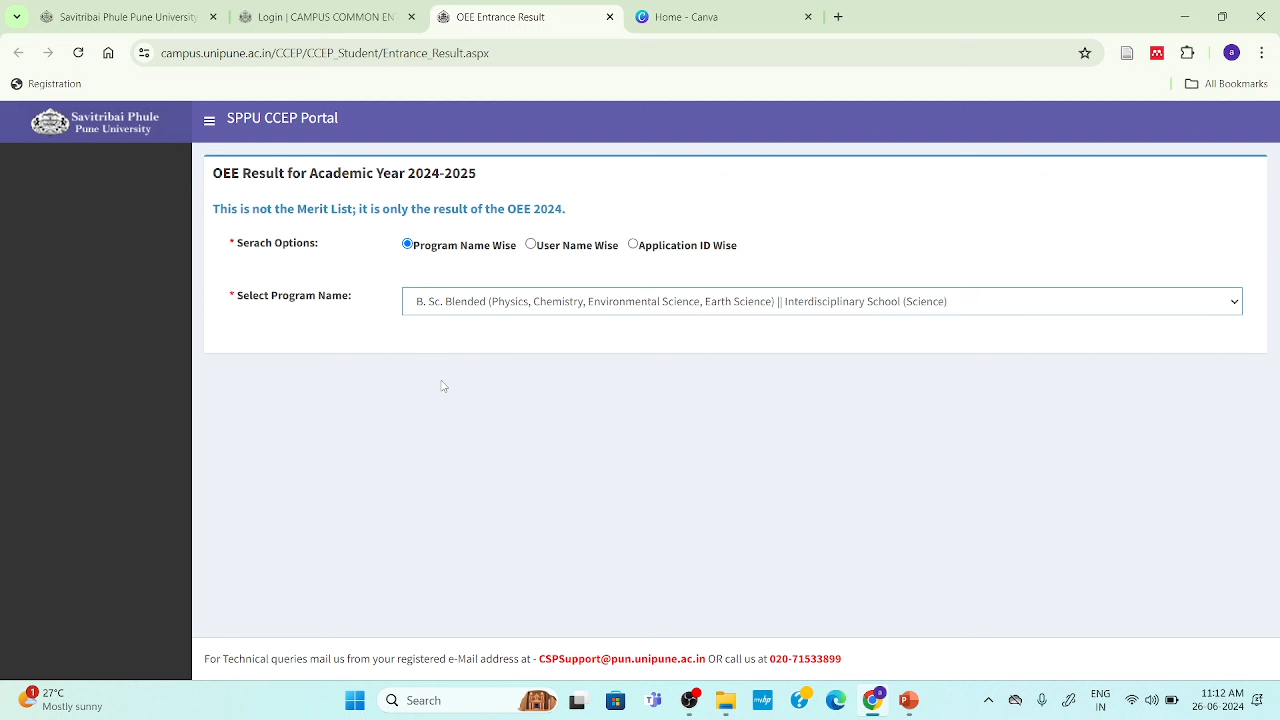 Savitribai Phule Pune University
Login | CAMPUS COMMON EN
OEE Entrance Result
Home - Canva
campus.unipune.ac.in/CCEP/CCEP_Student/Entrance_Result.aspx
a
Registration
All Bookmarks
Savitribai Phule
Pune University
SPPU CCEP Portal
OEE Result for Academic Year 2024-2025
This is not the Merit List; it is only the result of the OEE 2024.
* Serach Options:
Program Name Wise User Name Wise Application ID Wise
* Select Program Name:
B. Sc. Blended (Physics, Chemistry, Environmental Science, Earth Science) || Interdisciplinary School (Science)
For Technical queries mail us from your registered e-Mail address at - CSPSupport@pun.unipune.ac.in OR call us at 020-71533899
1
27°C
Mostly sunny
Search
ENG
IN
11:12 AM
26-06-2024